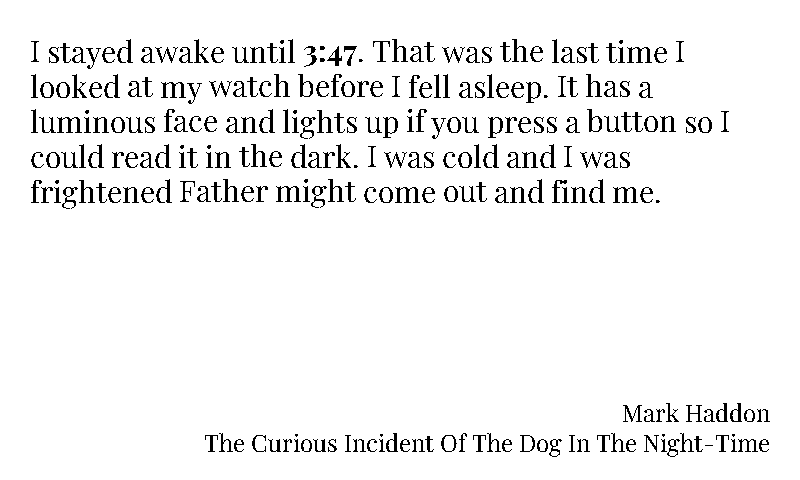 I stayed awake until 3:47. That was the last time I
looked at my watch before I fell asleep. It has a
luminous face and lights up if you press a button so I
could read it in the dark. I was cold and I was
frightened Father might come out and find me.
Mark Haddon
The Curious Incident Of The Dog In The Night-Time